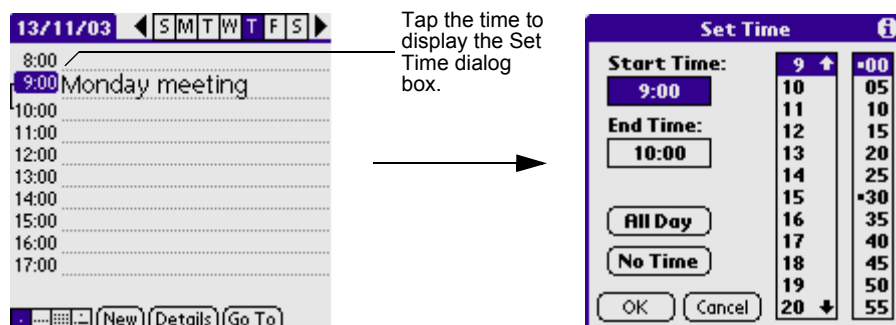 13/11/03 S M T W T F S
8:00
9:00 Monday meeting
10:00
11:00
12:00
13:00
14:00
15:00
16:00
17:00
New Details Go To
Tap the time to
display the Set
Time dialog
box.
Set Time i
Start Time:
9:00
End Time:
10:00
All Day
No Time
OK Cancel
9
10
11
12
13
14
15
16
17
18
19
20
00
05
10
15
20
25
30
35
40
45
50
55